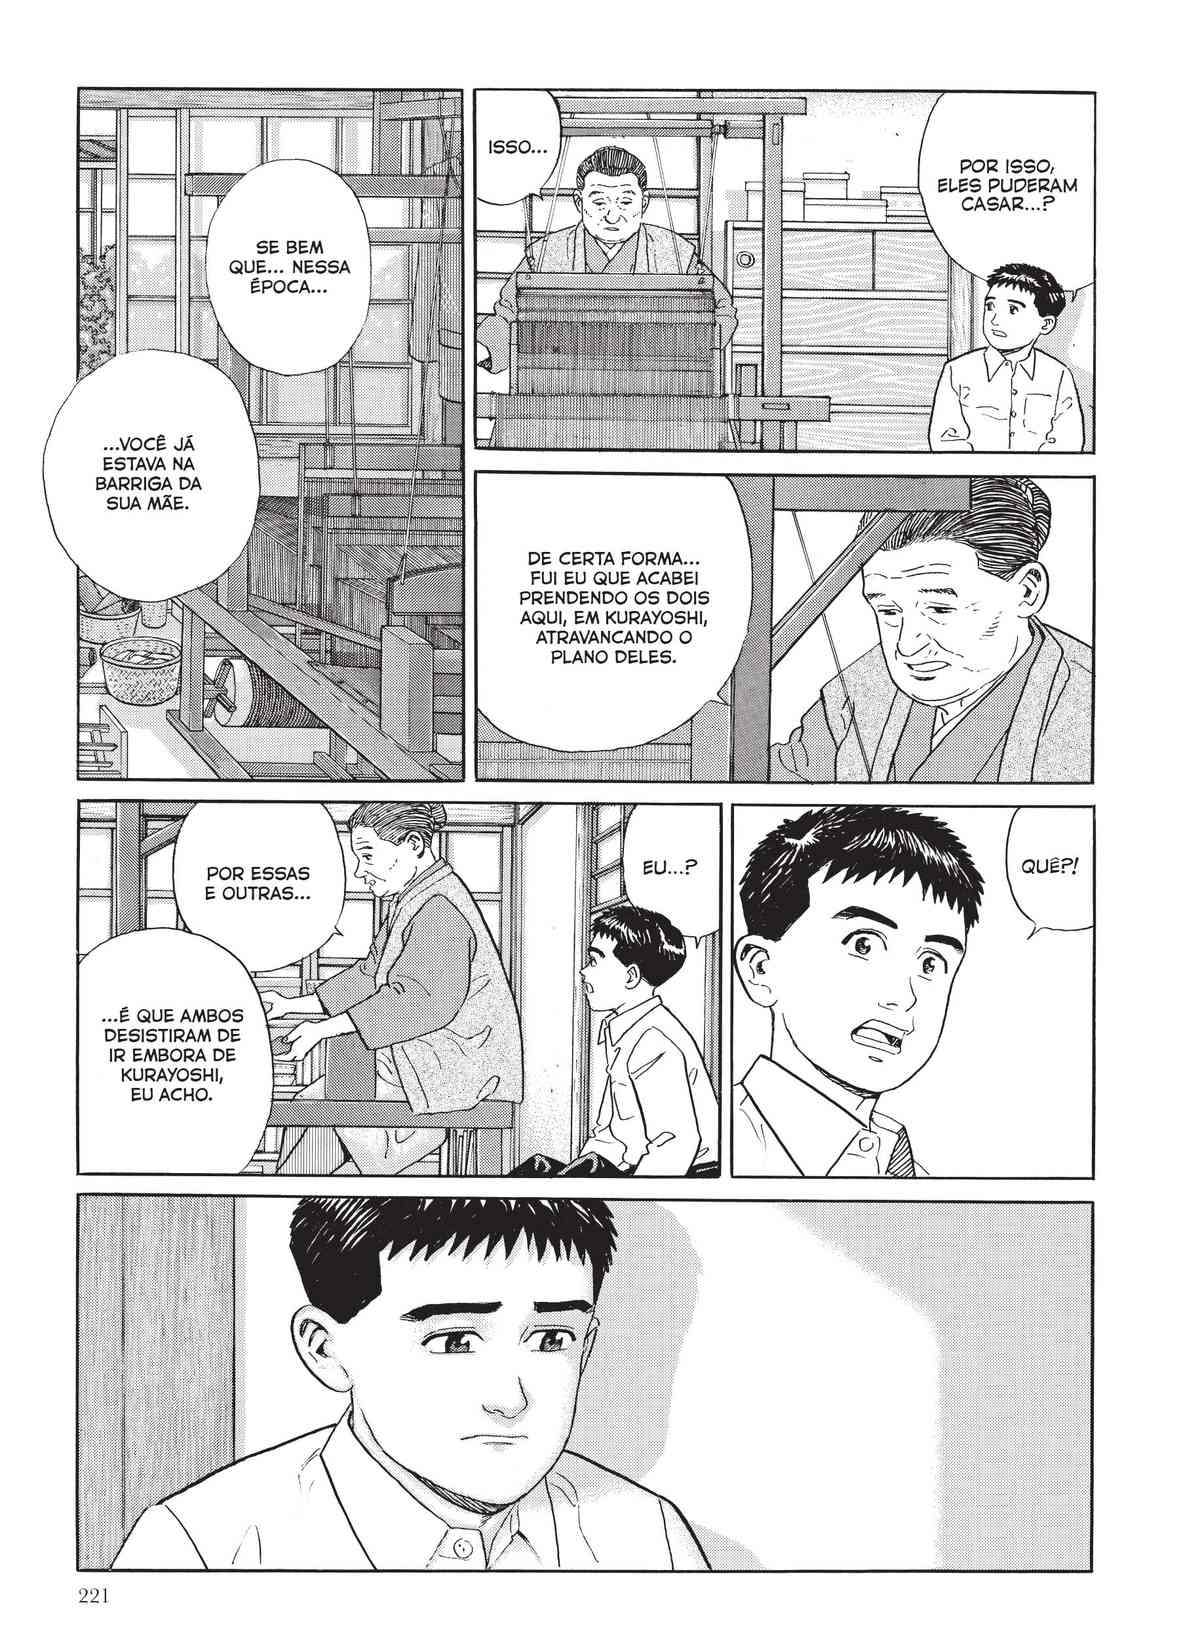 POR ISSO,
ELES PUDERAM
CASAR...?
ISSO...
DE CERTA FORMA...
FUI EU QUE ACABEI
PRENDENDO OS DOIS
AQUI, EM KURAYOSHI,
ATRAVANCANDO O
PLANO DELES.
SE BEM
QUE... NESSA
ÉPOCA...
...VOCÊ JÁ
ESTAVA NA
BARRIGA DA
SUA MÃE.
QUÊ?!
EU...?
POR ESSAS
E OUTRAS...
...É QUE AMBOS
DESISTIRAM DE
IR EMBORA DE
KURAYOSHI,
EU ACHO.
221